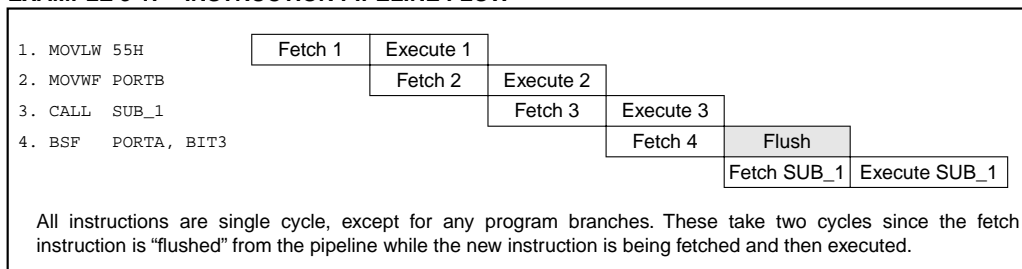 1. MOVLW 55H Fetch 1 Execute 1
2. MOVWF PORTB Fetch 2 Execute 2
3. CALL SUB_1 Fetch 3 Execute 3
4. BSF PORTA, BIT3 Fetch 4 Flush
Fetch SUB_1 Execute SUB_1
All instructions are single cycle, except for any program branches. These take two cycles since the fetch
instruction is “flushed” from the pipeline while the new instruction is being fetched and then executed.